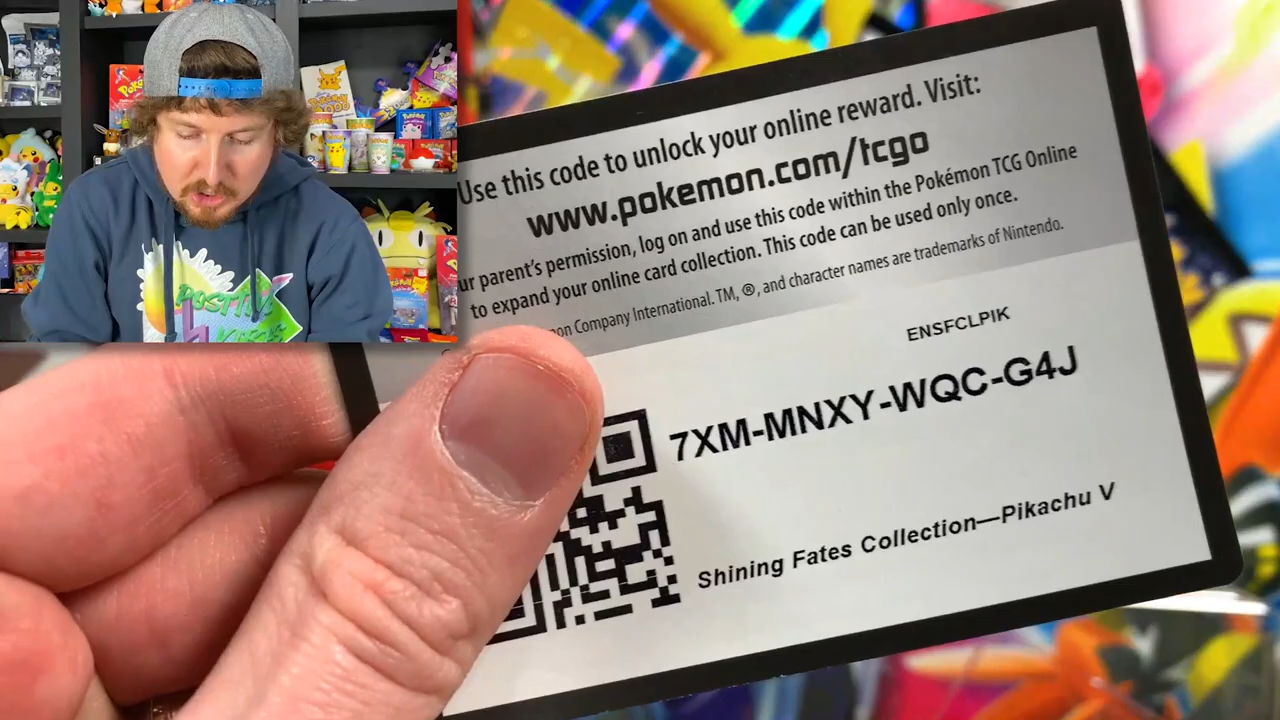 Use this code to unlock your online reward. Visit:
www.pokemon.com/tcgo
parent's permission, log on and use this code within the Pokémon TCG Online
to expand your online card collection. This code can be used only once.
Company International. TM, ®, and character names are trademarks of Nintendo.
ENSFCLPIK
7XM-MNXY-WQC-G4J
Shining Fates Collection—Pikachu V